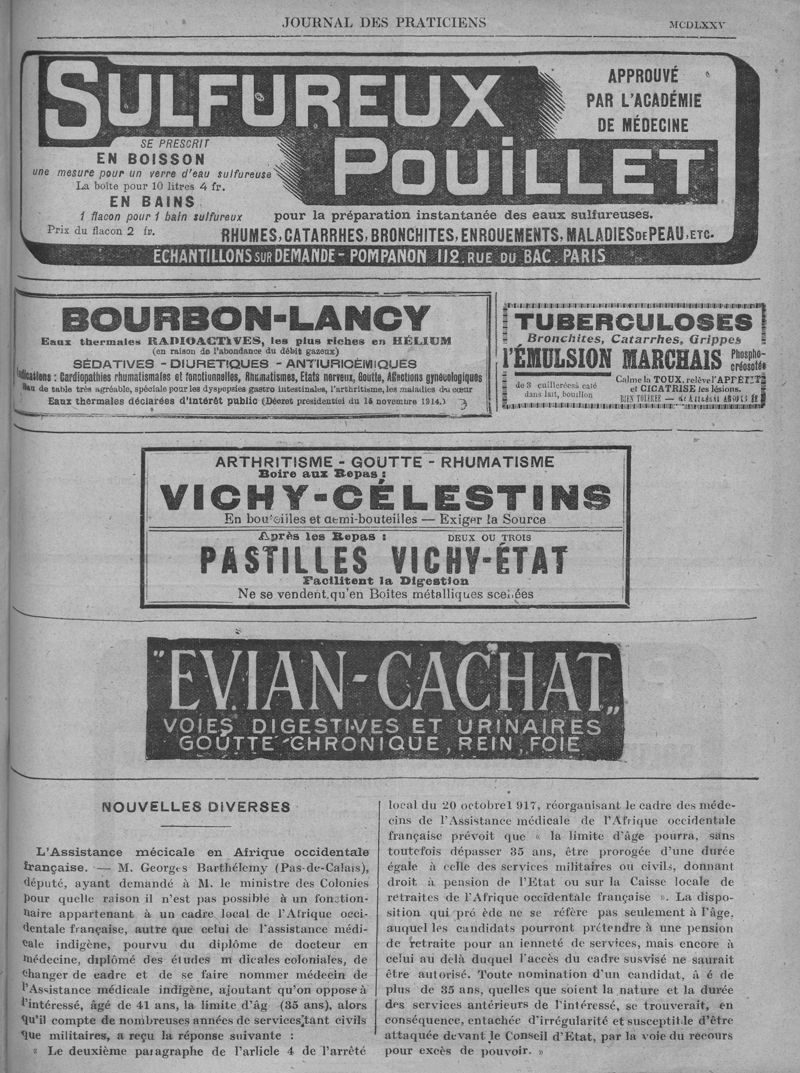 JOURNAL DES PRATICIENS
MCDLXXV
SULFUREUX
POUILLET
APPROUVÉ
PAR L'ACADÉMIE
DE MÉDECINE
SE PRESCRIT
EN BOISSON
une mesure pour un verre d'eau sulfureuse
La boîte pour 10 litres 4 fr.
EN BAINS
1 flacon pour 1 bain sulfureux
Prix du flacon 2 fr.
pour la préparation instantanée des eaux sulfureuses.
RHUMES, CATARRHES, BRONCHITES, ENROUEMENTS, MALADIES DE PEAU, ETC.
ÉCHANTILLONS SUR DEMANDE - POMPANON 112, RUE DU BAC. PARIS
BOURBON-LANCY
Eaux thermales RADIOACTIVES, les plus riches en HÉLIUM
(en raison de l'abondance du débit gazeux)
SÉDATIVES - DIURETIQUES - ANTIURICÉMIQUES
Indications : Cardiopathies rhumatismales et fonctionnelles, Rhumatismes, Etats nerveux, Goutte, Affections gynécologiques
Eau de table très agréable, spéciale pour les dyspepsies gastro intestinales, l'arthritisme, les maladies du cœur
Eaux thermales déclarées d'intérêt public (Décret presidentiel du 15 novembre 1914.)
TUBERCULOSES
Bronchites, Catarrhes, Grippes
l'ÉMULSION MARCHAIS Phospho-
créosotée
de 3 cuillerées à café
dans lait, bouillon
Calme la TOUX, relève l'APPÉTIT
et CICATRISE les lésions.
BIEN TOLÉRÉE
ARTHRITISME - GOUTTE - RHUMATISME
Boire aux Repas :
VICHY-CÉLESTINS
En bouteilles et demi-bouteilles — Exiger la Source
Après les Repas : DEUX OU TROIS
PASTILLES VICHY-ÉTAT
Facilitent la Digestion
Ne se vendent qu'en Boites métalliques scellées
"EVIAN-CACHAT"
VOIES DIGESTIVES ET URINAIRES
GOUTTE CHRONIQUE, REIN, FOIE
NOUVELLES DIVERSES
L'Assistance mécicale en Afrique occidentale
française. — M. Georges Barthélemy (Pas-de-Calais),
député, ayant demandé à M. le ministre des Colonies
pour quelle raison il n'est pas possible à un fonction-
naire appartenant à un cadre local de l'Afrique occi-
dentale française, autre que celui de l'assistance médi-
cale indigène, pourvu du diplôme de docteur en
médecine, diplômé des études m dicales coloniales, de
changer de cadre et de se faire nommer médecin de
l'Assistance médicale indigène, ajoutant qu'on oppose à
l'intéressé, âgé de 41 ans, la limite d'âg (35 ans), alors
qu'il compte de nombreuses années de services, tant civils
que militaires, a reçu la réponse suivante :
« Le deuxième paragraphe de l'arlicle 4 de l'arrêté
local du 20 octobre1 917, réorganisant le cadre des méde-
cins de l'Assistance médicale de l'Afrique occidentale
française prévoit que « la limite d'âge pourra, sans
toutefois dépasser 35 ans, être prorogée d'une durée
égale à celle des services militaires ou civils, donnant
droit à pension de l'Etat ou sur la Caisse locale de
retraites de l'Afrique occidentale française ». La dispo-
sition qui pré ède ne se réfère pas seulement à l'âge,
auquel les candidats pourront prétendre à une pension
de retraite pour an ienneté de services, mais encore à
celui au delà duquel l'accès du cadre susvisé ne saurait
être autorisé. Toute nomination d'un candidat, â é de
plus de 35 ans, quelles que soient la nature et la durée
des services antérieurs de l'intéressé, se trouverait, en
conséquence, entachée d'irrégularité et susceptible d'être
attaquée devant le Conseil d'Etat, par la voie du recours
pour excès de pouvoir. »